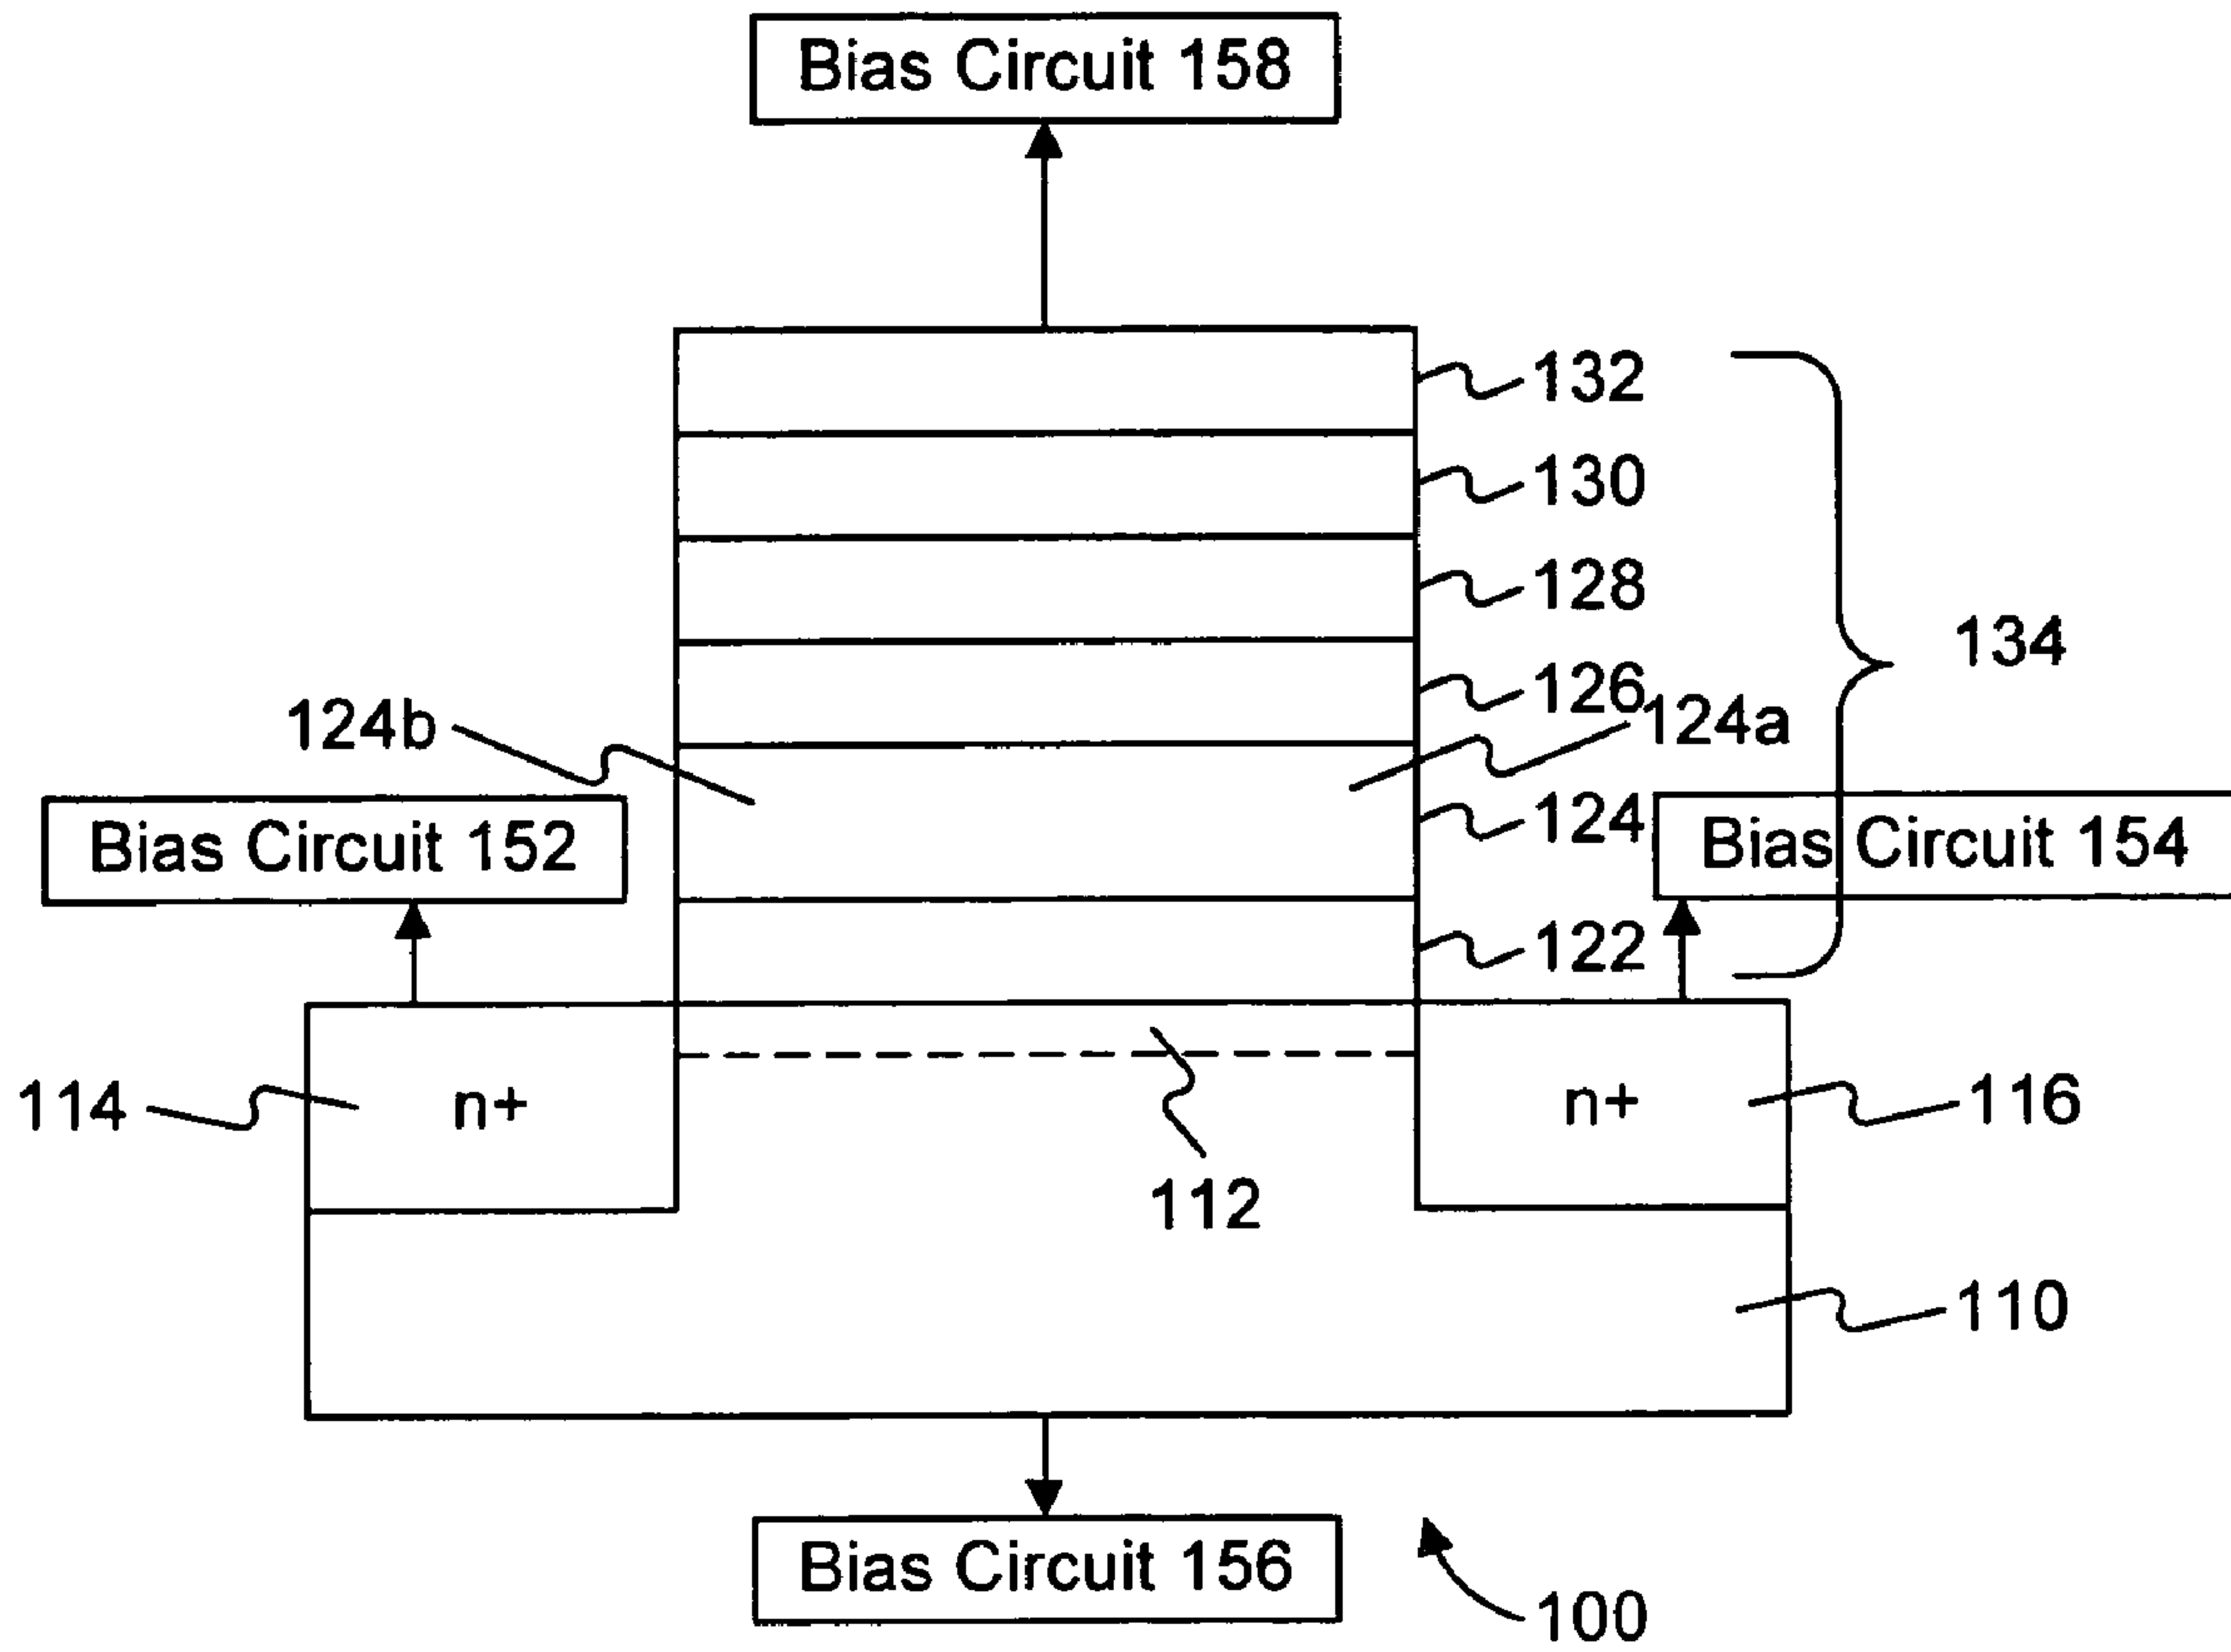 Bias Circuit 158
132
130
128
134
126
124a
124b
124
Bias Circuit 152
Bias Circuit 154
122
114
n+
n+
116
112
110
Bias Circuit 156
100